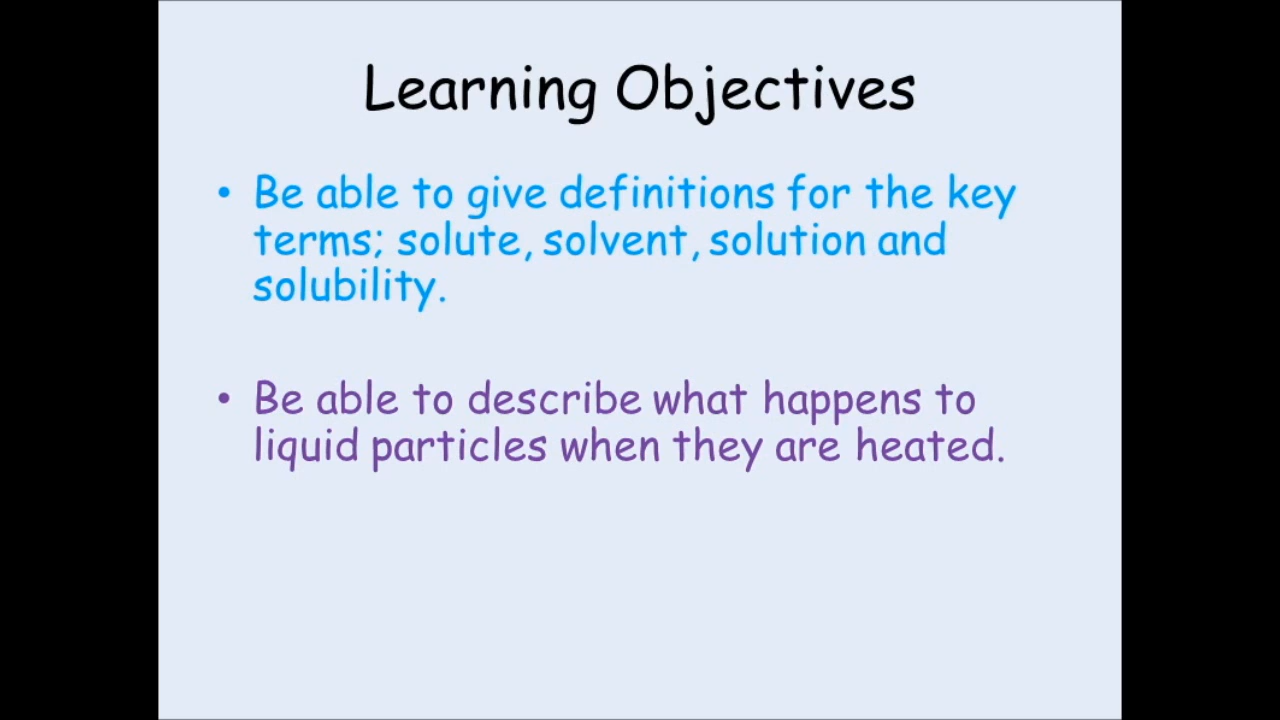 Learning Objectives
• Be able to give definitions for the key
terms; solute, solvent, solution and
solubility.
• Be able to describe what happens to
liquid particles when they are heated.